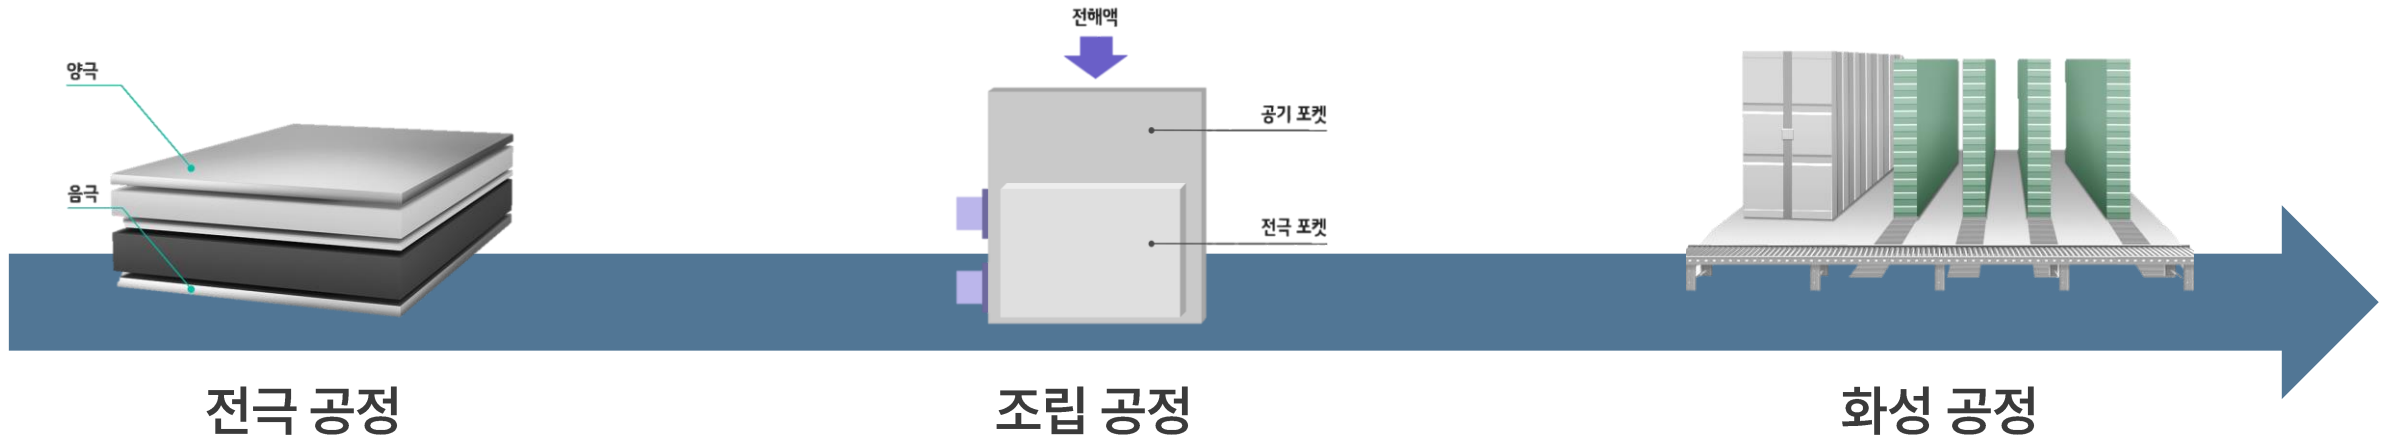 전해액
양극
음극
공기 포켓
전극 포켓
전극 공정
조립 공정
화성 공정